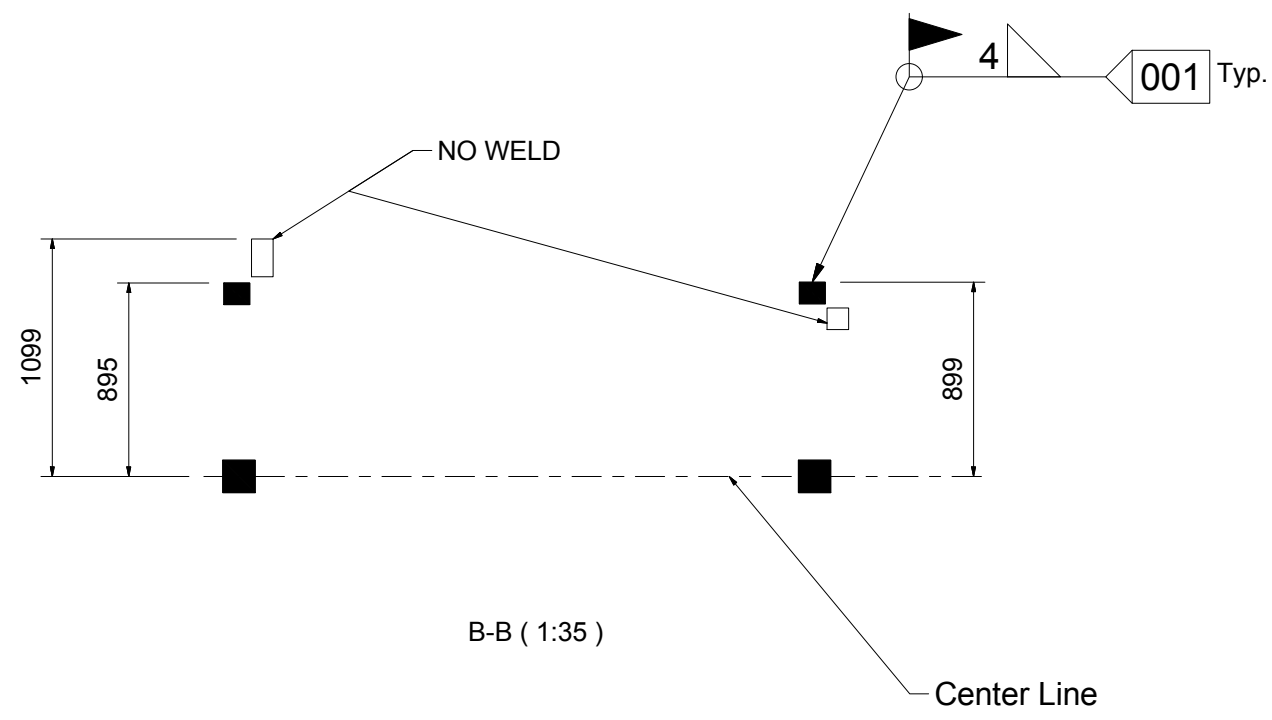 4
001 Typ.
NO WELD
1099
895
899
B-B ( 1:35 )
Center Line